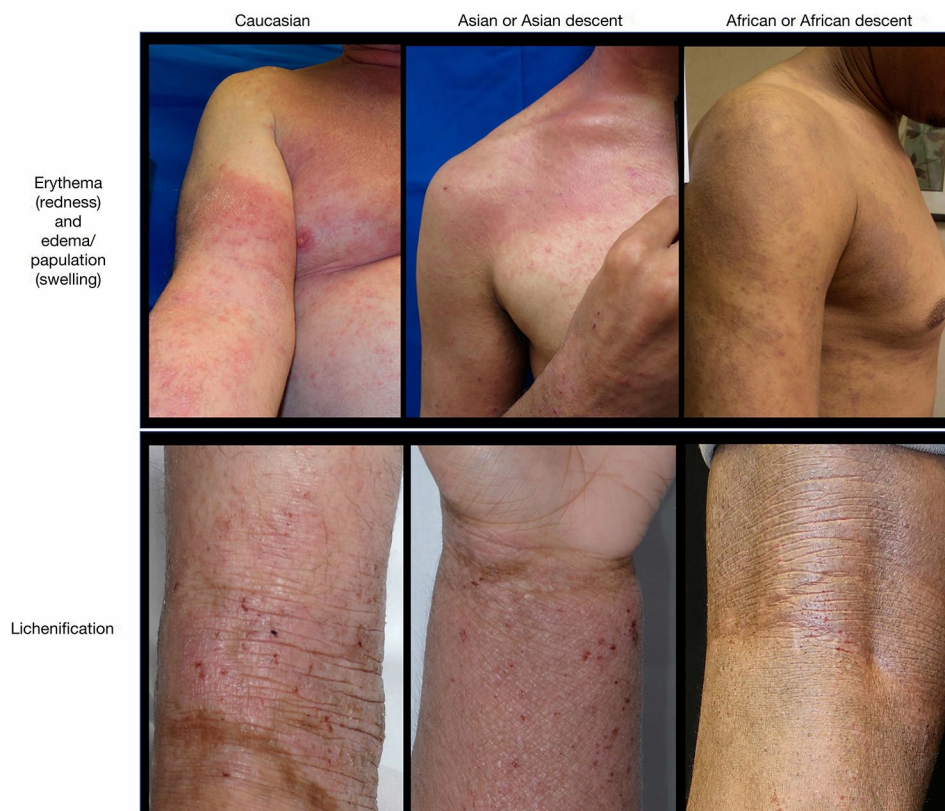 Caucasian
Asian or Asian descent
African or African descent
Erythema
(redness)
and
edema/
papulation
(swelling)
Lichenification